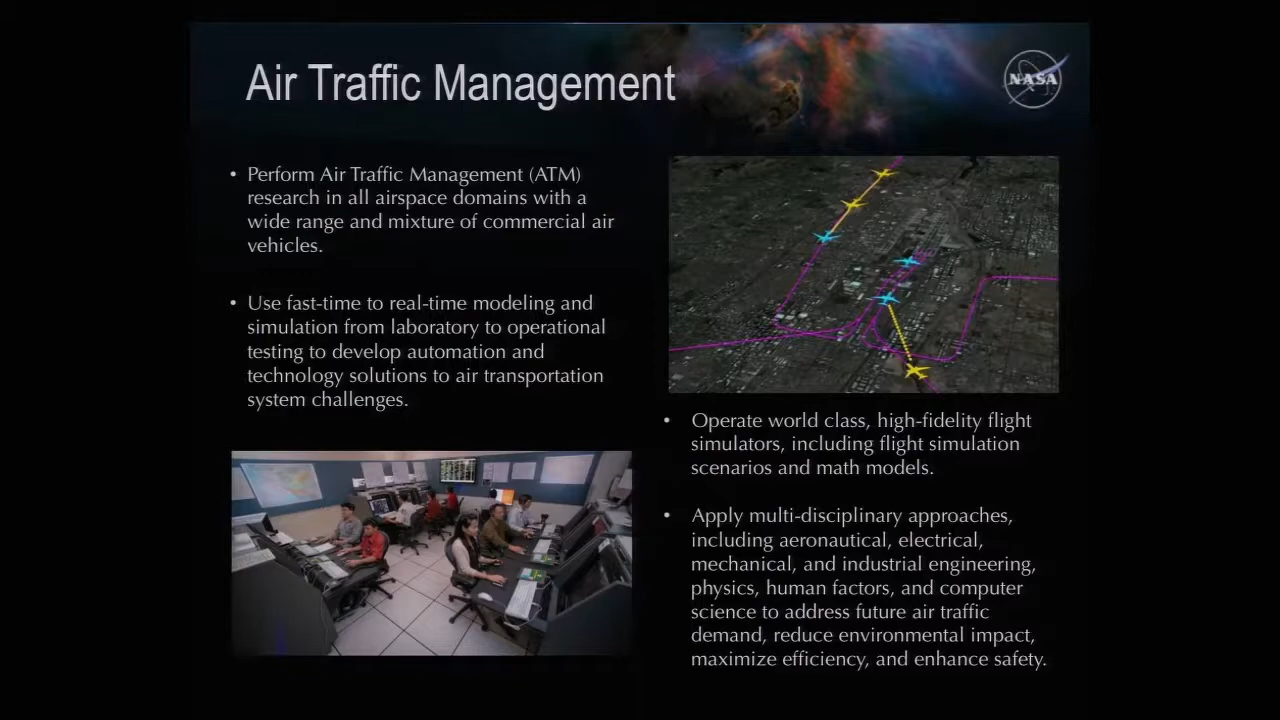 Air Traffic Management
NASA
• Perform Air Traffic Management (ATM)
research in all airspace domains with a
wide range and mixture of commercial air
vehicles.
• Use fast-time to real-time modeling and
simulation from laboratory to operational
testing to develop automation and
technology solutions to air transportation
system challenges.
• Operate world class, high-fidelity flight
simulators, including flight simulation
scenarios and math models.
• Apply multi-disciplinary approaches,
including aeronautical, electrical,
mechanical, and industrial engineering,
physics, human factors, and computer
science to address future air traffic
demand, reduce environmental impact,
maximize efficiency, and enhance safety.